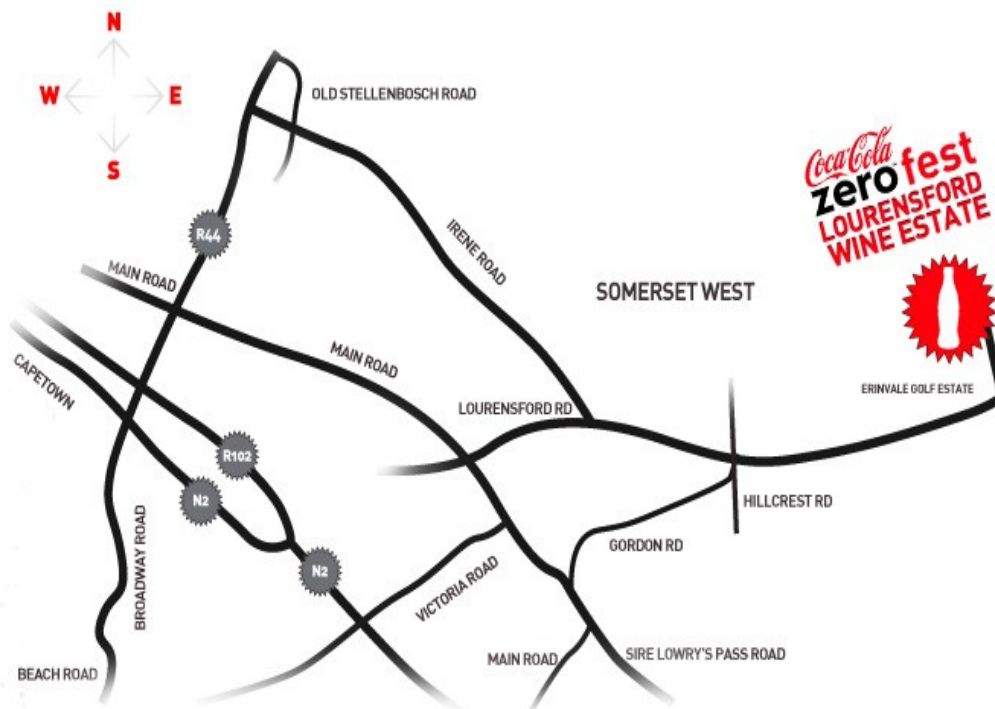 N
W
E
S
OLD STELLENBOSCH ROAD
Coca-Cola
zero fest
LOURENSFORD
WINE ESTATE
R44
IRENE ROAD
MAIN ROAD
SOMERSET WEST
MAIN ROAD
CAPETOWN
ERINVALE GOLF ESTATE
LOURENSFORD RD
R102
N2
HILLCREST RD
BROADWAY ROAD
GORDON RD
N2
VICTORIA ROAD
MAIN ROAD
SIRE LOWRY'S PASS ROAD
BEACH ROAD